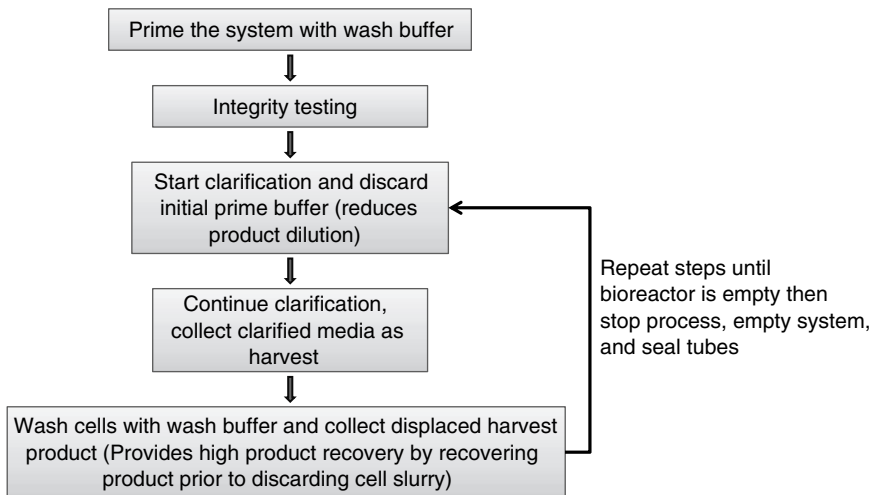 Prime the system with wash buffer
Integrity testing
Start clarification and discard
initial prime buffer (reduces
product dilution)
Continue clarification,
collect clarified media as
harvest
Wash cells with wash buffer and collect displaced harvest
product (Provides high product recovery by recovering
product prior to discarding cell slurry)
Repeat steps until
bioreactor is empty then
stop process, empty system,
and seal tubes